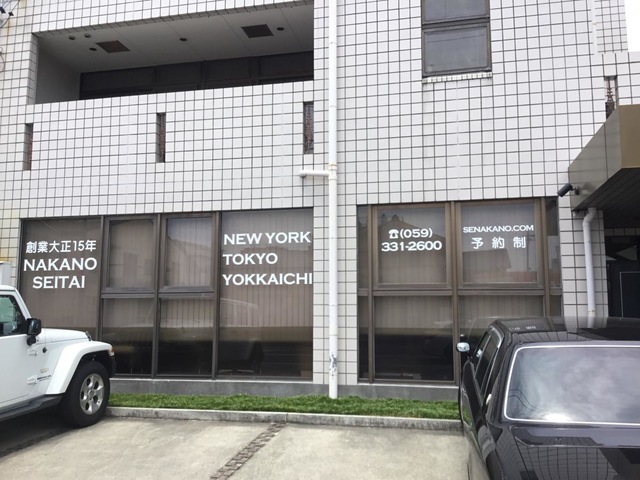 創業大正15年
NAKANO
SEITAI
NEW YORK
TOKYO
YOKKAICHI
☎(059)
331-2600
SENAKANO.COM
予約制